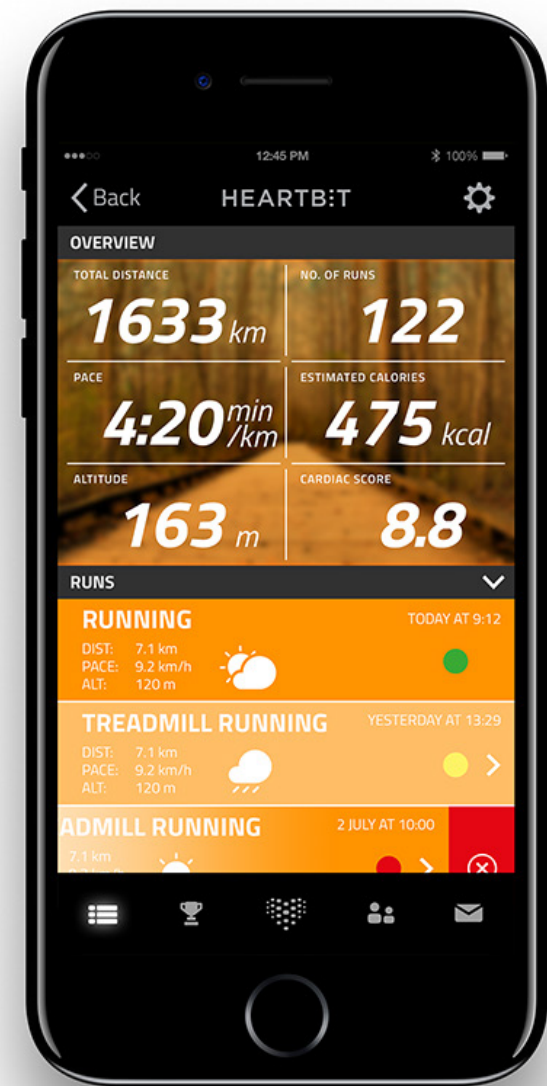 12:45 PM
100%
Back
HEARTB:T
OVERVIEW
TOTAL DISTANCE
NO. OF RUNS
1633 km
122
PACE
ESTIMATED CALORIES
4:20 min/km
475 kcal
ALTITUDE
CARDIAC SCORE
163 m
8.8
RUNS
RUNNING
TODAY AT 9:12
DIST: 7.1 km
PACE: 9.2 km/h
ALT: 120 m
TREADMILL RUNNING
YESTERDAY AT 13:29
DIST: 7.1 km
PACE: 9.2 km/h
ALT: 120 m
ADMILL RUNNING
2 JULY AT 10:00
7.1 km